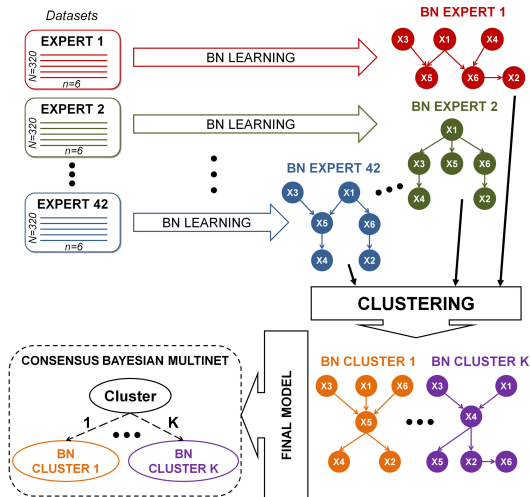 Datasets
EXPERT 1
N=320
n=6
BN LEARNING
BN EXPERT 1
X3
X1
X4
X5
X6
X2
EXPERT 2
N=320
n=6
BN LEARNING
BN EXPERT 2
X1
X3
X5
X6
X4
X2
EXPERT 42
N=320
n=6
BN LEARNING
BN EXPERT 42
X3
X1
X5
X6
X4
X2
CLUSTERING
CONSENSUS BAYESIAN MULTINET
Cluster
1
K
BN
CLUSTER 1
BN
CLUSTER K
FINAL MODEL
BN CLUSTER 1
X3
X1
X6
X5
X4
X2
BN CLUSTER K
X3
X1
X4
X5
X2
X6